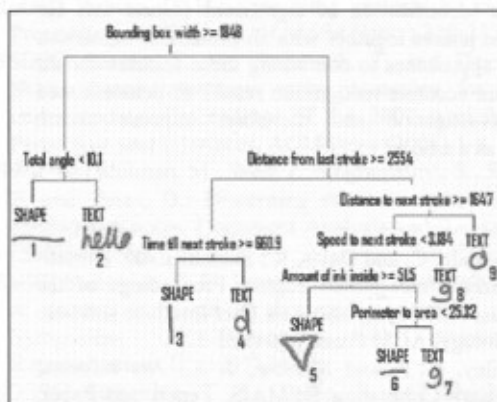 Bounding box width >= 1848
Total angle < 10.1
Distance from last stroke >= 2554
SHAPE TEXT
1
hello
2
Distance to next stroke >= 1647
Time till next stroke >= 660.9
Speed to next stroke < 3.184
TEXT
a
9
SHAPE TEXT
3
a
4
Amount of ink inside >= 51.5
TEXT
g
8
SHAPE
5
Perimeter to area < 25.82
SHAPE TEXT
6
g
7